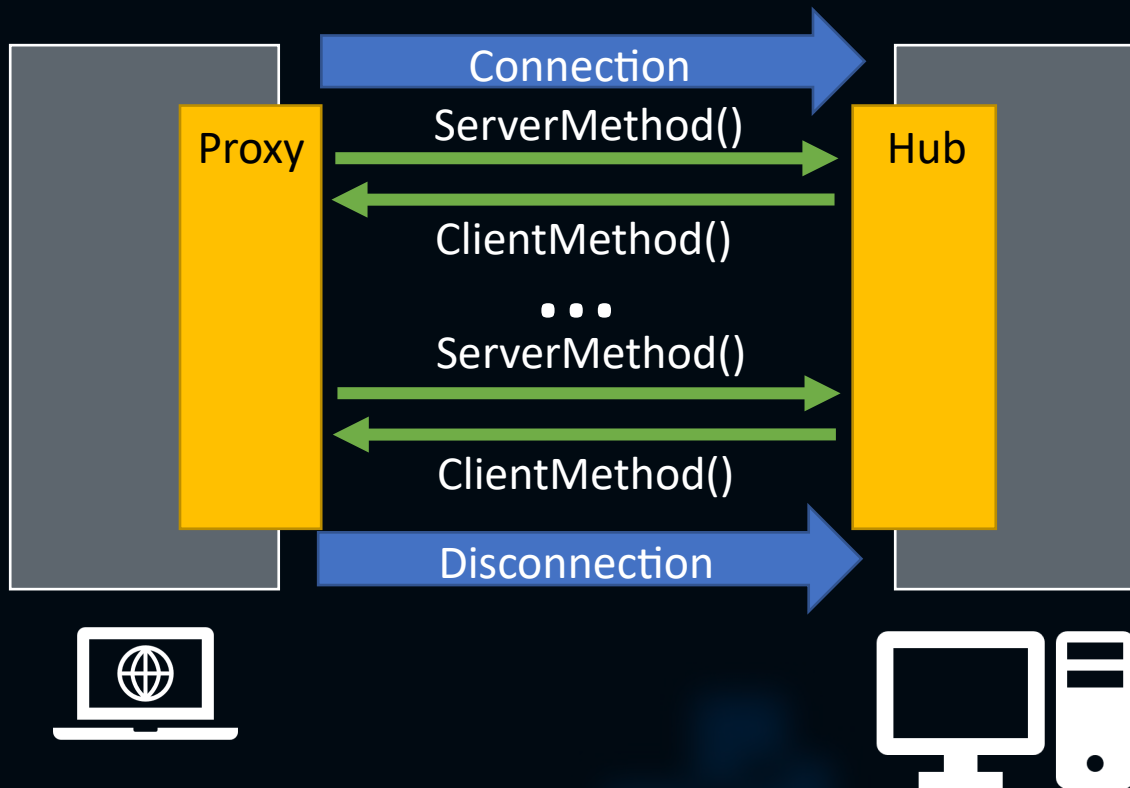 Connection
Proxy
ServerMethod()
Hub
ClientMethod()
...
ServerMethod()
ClientMethod()
Disconnection